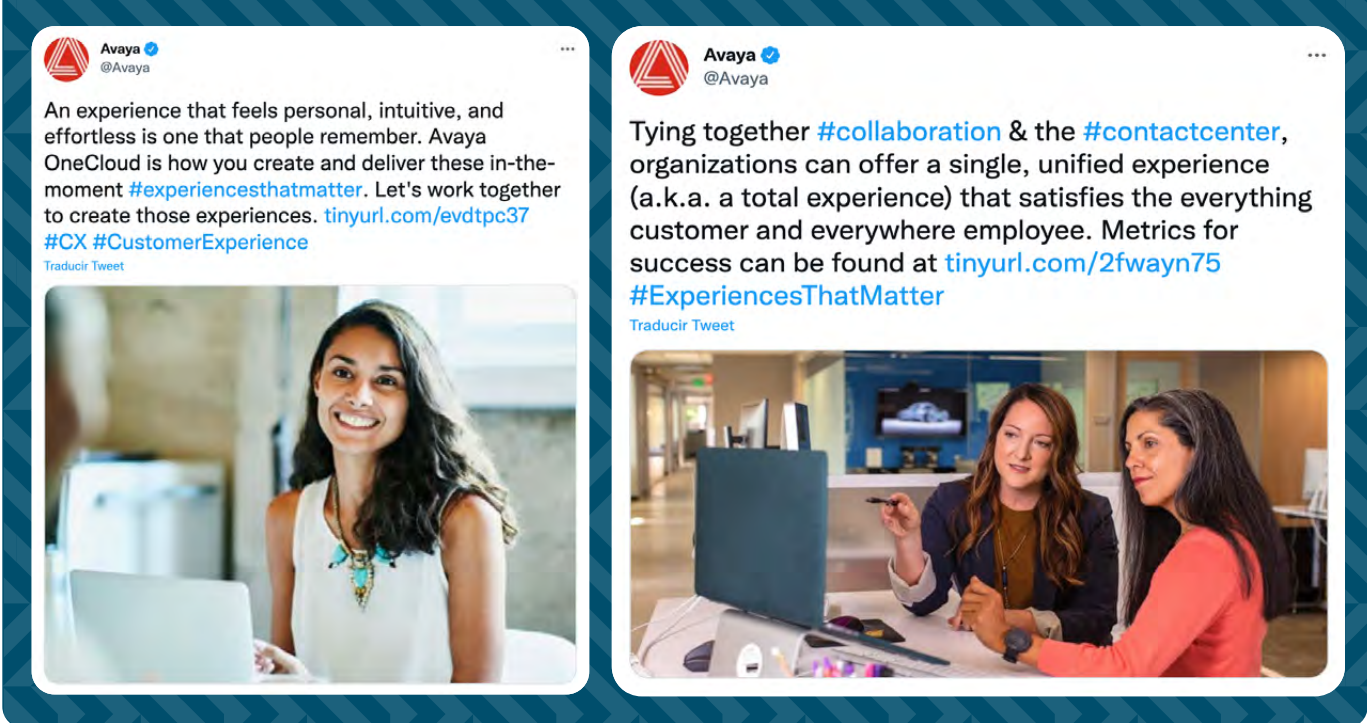 Avaya
@Avaya
An experience that feels personal, intuitive, and
effortless is one that people remember. Avaya
OneCloud is how you create and deliver these in-the-
moment #experiencesthatmatter. Let's work together
to create those experiences. tinyurl.com/evdtpc37
#CX #CustomerExperience
Traducir Tweet
Avaya
@Avaya
Tying together #collaboration & the #contactcenter,
organizations can offer a single, unified experience
(a.k.a. a total experience) that satisfies the everything
customer and everywhere employee. Metrics for
success can be found at tinyurl.com/2fwayn75
#ExperiencesThatMatter
Traducir Tweet